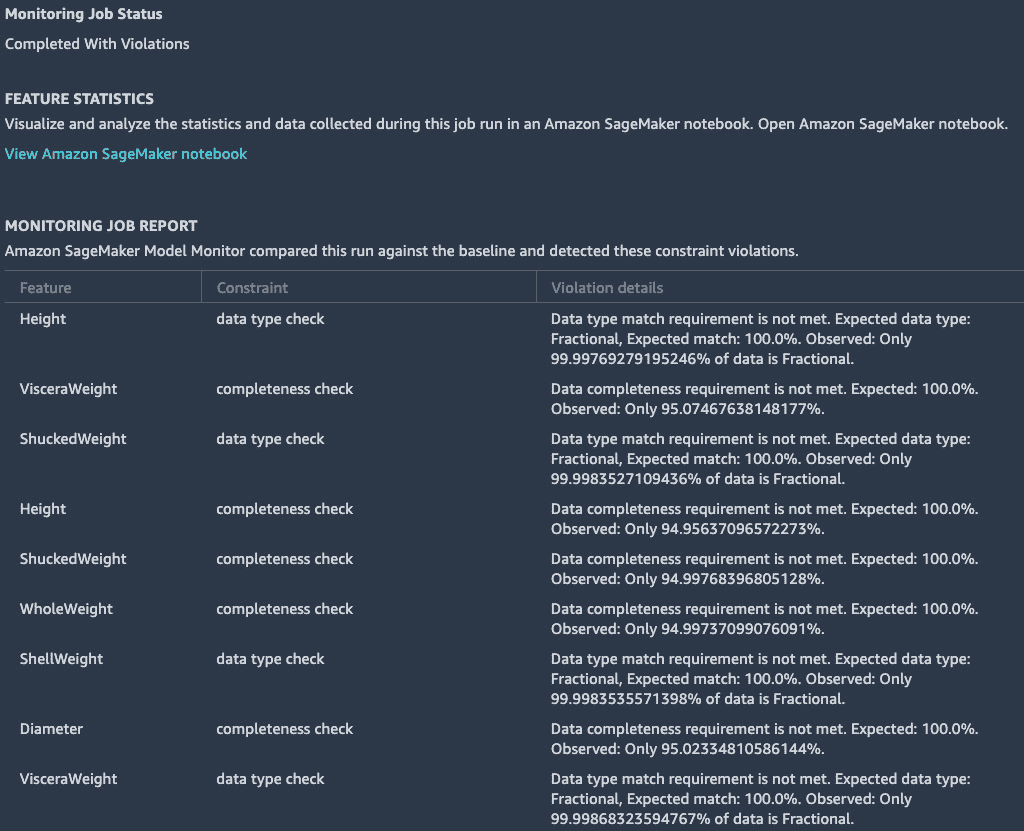 Monitoring Job Status
Completed With Violations
FEATURE STATISTICS
Visualize and analyze the statistics and data collected during this job run in an Amazon SageMaker notebook. Open Amazon SageMaker notebook.
View Amazon SageMaker notebook
MONITORING JOB REPORT
Amazon SageMaker Model Monitor compared this run against the baseline and detected these constraint violations.
Feature Constraint Violation details
Height data type check Data type match requirement is not met. Expected data type:
Fractional, Expected match: 100.0%. Observed: Only
99.99769279195246% of data is Fractional.
VisceraWeight completeness check Data completeness requirement is not met. Expected: 100.0%.
Observed: Only 95.07467638148177%.
ShuckedWeight data type check Data type match requirement is not met. Expected data type:
Fractional, Expected match: 100.0%. Observed: Only
99.9983527109436% of data is Fractional.
Height completeness check Data completeness requirement is not met. Expected: 100.0%.
Observed: Only 94.95637096572273%.
ShuckedWeight completeness check Data completeness requirement is not met. Expected: 100.0%.
Observed: Only 94.99768396805128%.
WholeWeight completeness check Data completeness requirement is not met. Expected: 100.0%.
Observed: Only 94.99737099076091%.
ShellWeight data type check Data type match requirement is not met. Expected data type:
Fractional, Expected match: 100.0%. Observed: Only
99.9983535571398% of data is Fractional.
Diameter completeness check Data completeness requirement is not met. Expected: 100.0%.
Observed: Only 95.02334810586144%.
VisceraWeight data type check Data type match requirement is not met. Expected data type:
Fractional, Expected match: 100.0%. Observed: Only
99.99868323594767% of data is Fractional.